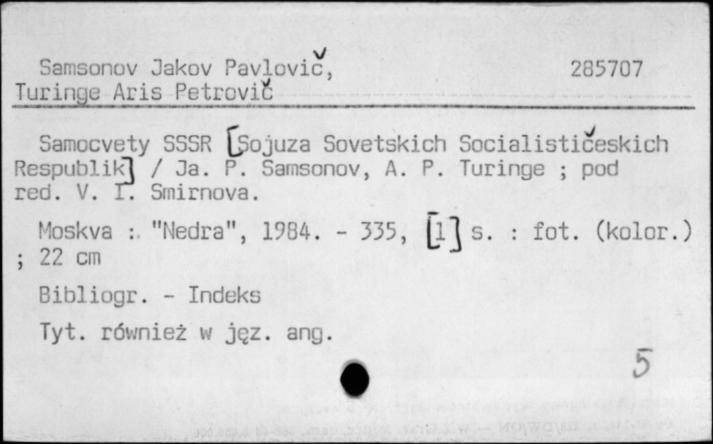 Samsonov Jakov Pavlovič, 285707
Turinge Aris Petrovič
Samocvety SSSR [Sojuza Sovetskich Socialističeskich
Respublik] / Ja. P. Samsonov, A. P. Turinge ; pod
red. V. I. Smirnova.
Moskva : "Nedra", 1984. - 335, [1] s. : fot. (kolor.)
; 22 cm
Bibliogr. - Indeks
Tyt. również w jęz. ang.
5